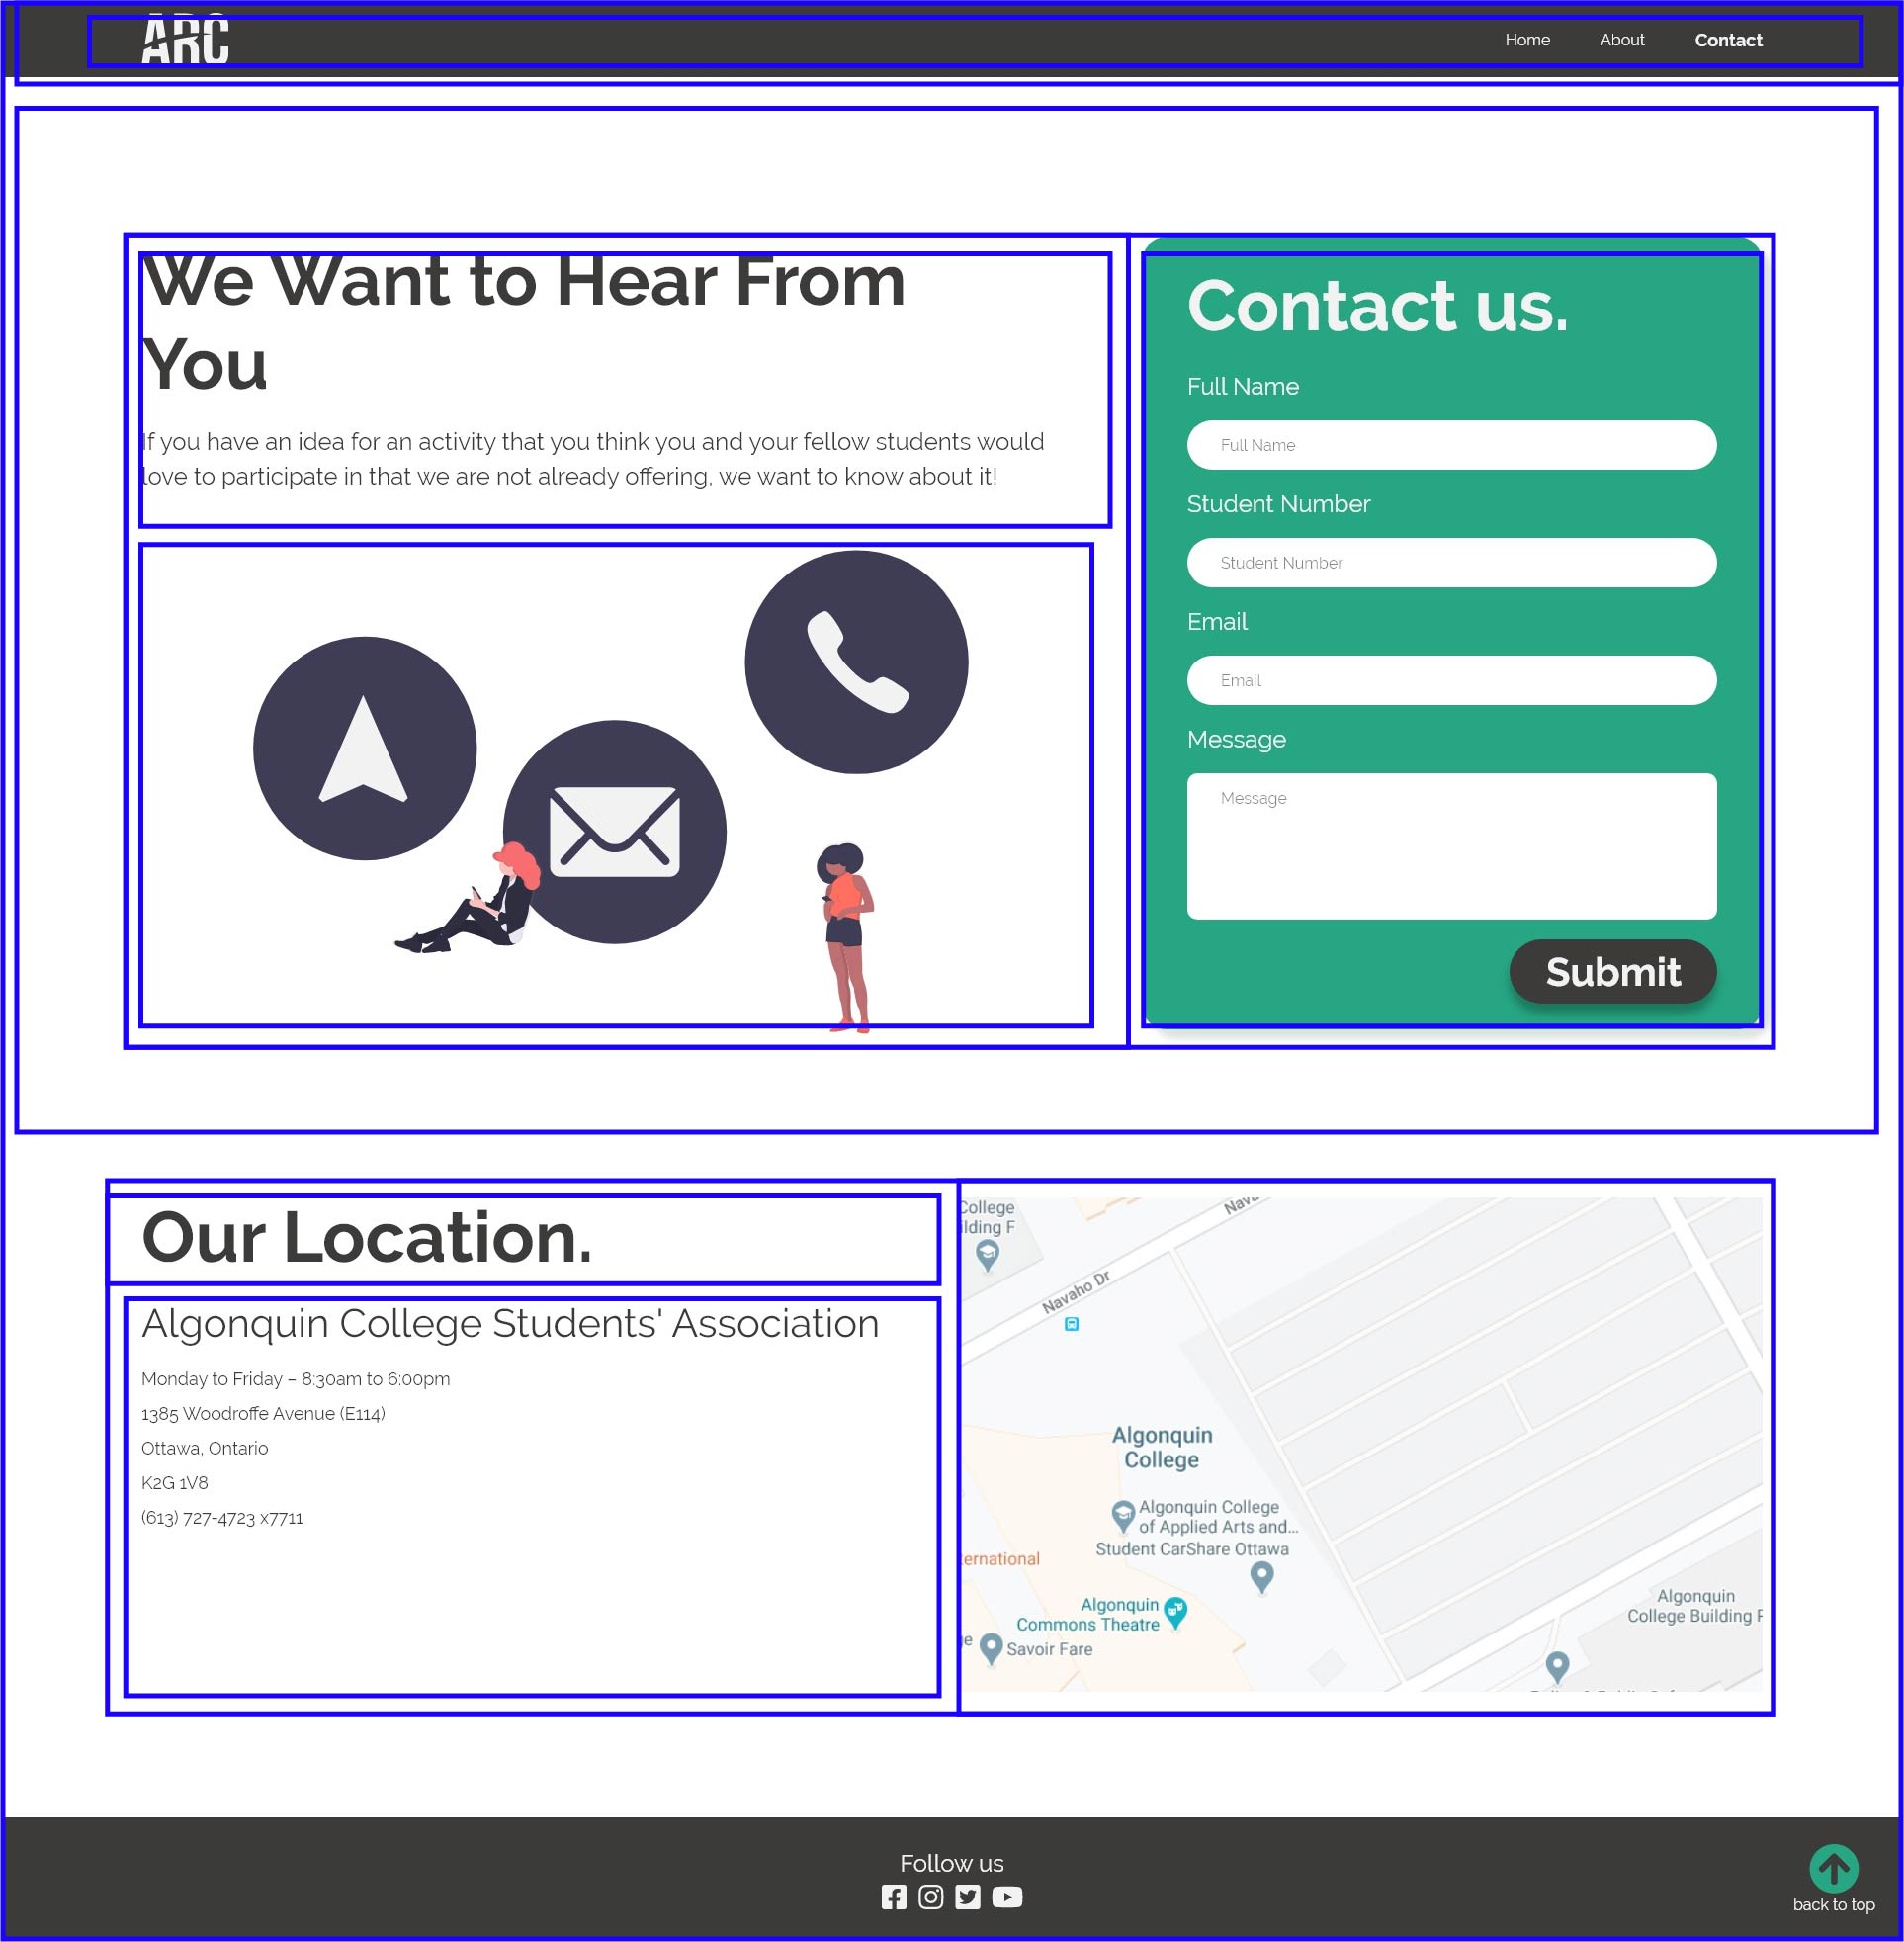 ARC
Home
About
Contact
We Want to Hear From
You
If you have an idea for an activity that you think you and your fellow students would
love to participate in that we are not already offering, we want to know about it!
Contact us.
Full Name
Full Name
Student Number
Student Number
Email
Email
Message
Message
Submit
Our Location.
Algonquin College Students' Association
Monday to Friday – 8:30am to 6:00pm
1385 Woodroffe Avenue (E114)
Ottawa, Ontario
K2G 1V8
(613) 727-4723 x7711
College
ilding F
Nava
Navaho Dr
Algonquin
College
Algonquin College
of Applied Arts and...
Student CarShare Ottawa
ernational
Algonquin
Commons Theatre
Savoir Fare
Algonquin
College Building
Follow us
back to top